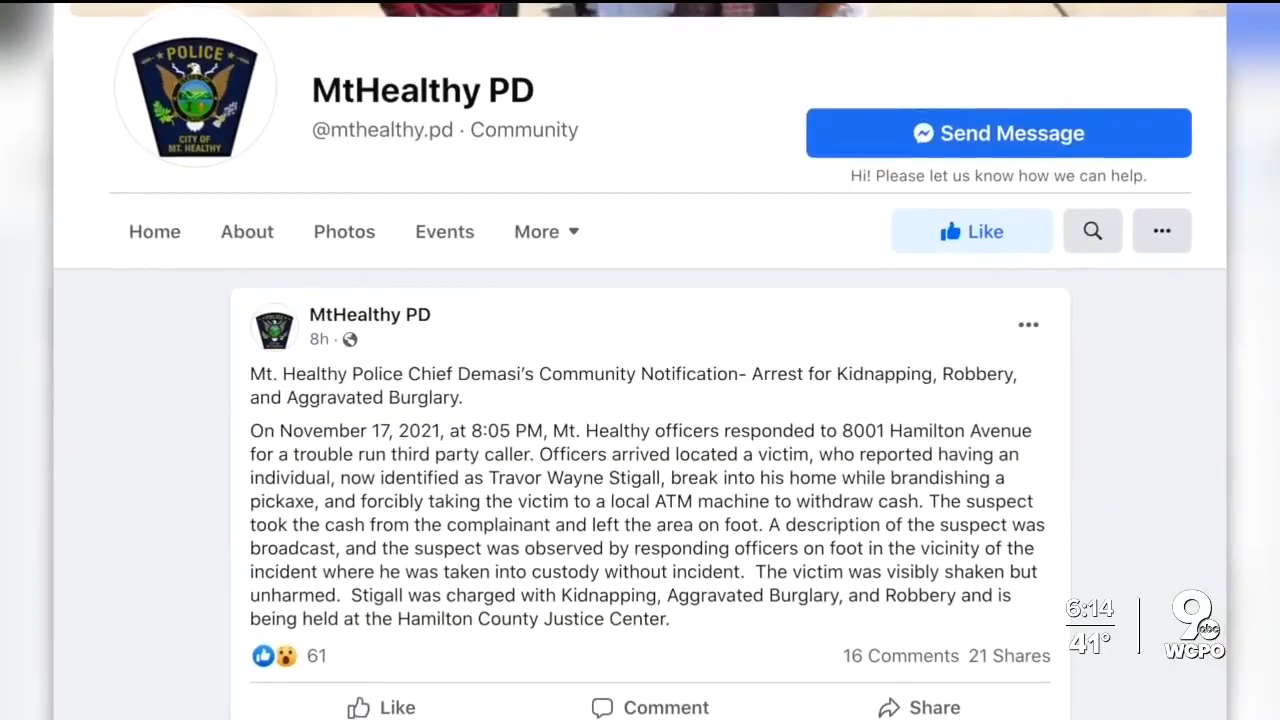 POLICE
CITY OF
MT. HEALTHY
MtHealthy PD
@mthealthy.pd · Community
Send Message
Hi! Please let us know how we can help.
Home About Photos Events More
Like
MtHealthy PD
8h ·
Mt. Healthy Police Chief Demasi’s Community Notification- Arrest for Kidnapping, Robbery,
and Aggravated Burglary.
On November 17, 2021, at 8:05 PM, Mt. Healthy officers responded to 8001 Hamilton Avenue
for a trouble run third party caller. Officers arrived located a victim, who reported having an
individual, now identified as Travor Wayne Stigall, break into his home while brandishing a
pickaxe, and forcibly taking the victim to a local ATM machine to withdraw cash. The suspect
took the cash from the complainant and left the area on foot. A description of the suspect was
broadcast, and the suspect was observed by responding officers on foot in the vicinity of the
incident where he was taken into custody without incident. The victim was visibly shaken but
unharmed. Stigall was charged with Kidnapping, Aggravated Burglary, and Robbery and is
being held at the Hamilton County Justice Center.
61
16 Comments 21 Shares
Like Comment Share
6:14
41°
9
abc
WCPO